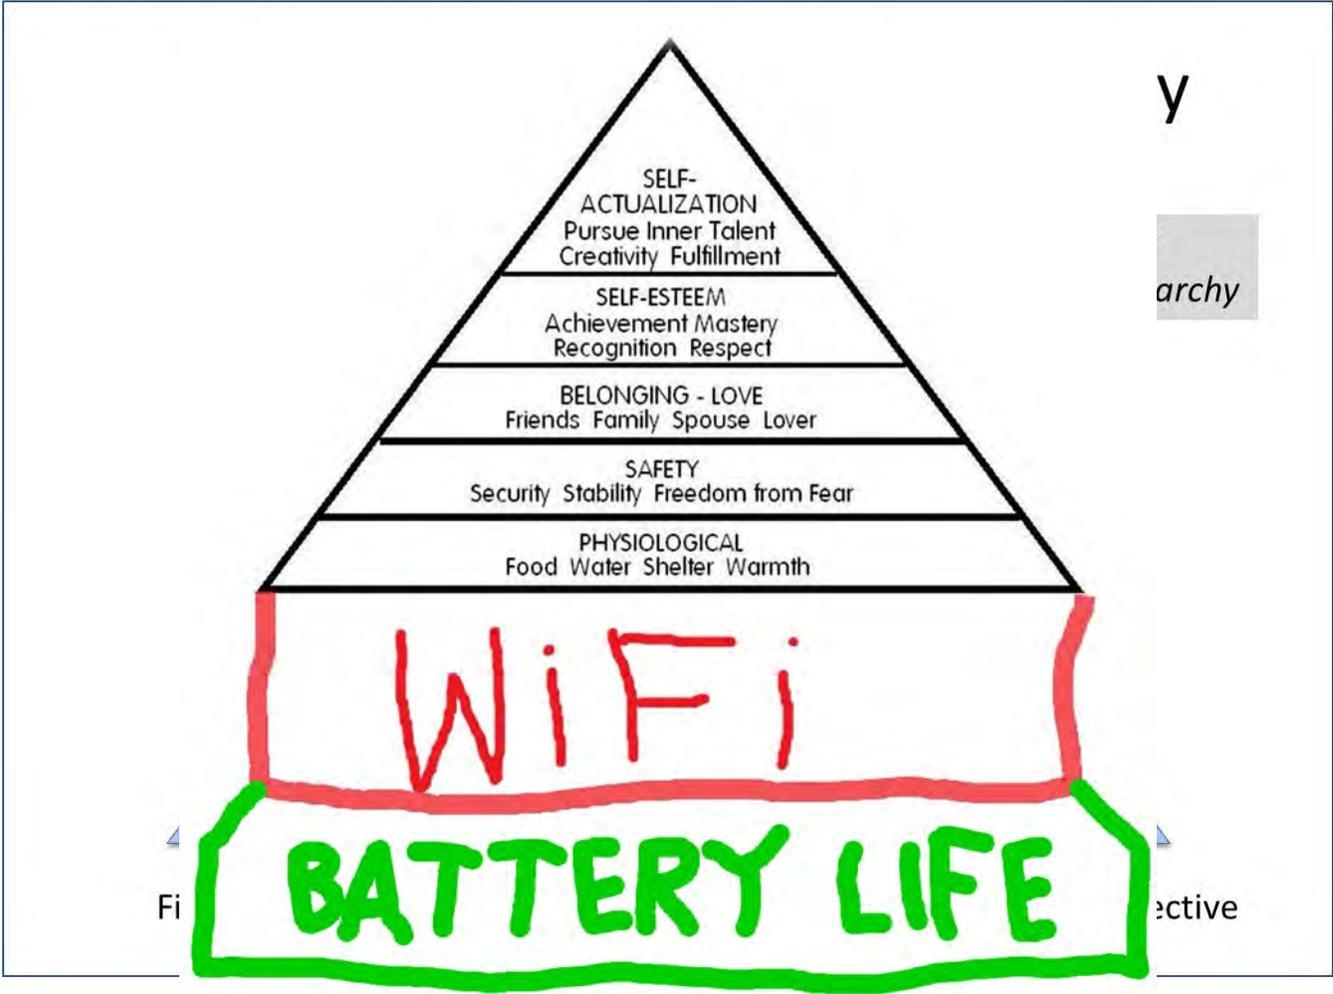 y
SELF-
ACTUALIZATION
Pursue Inner Talent
Creativity Fulfillment
archy
SELF-ESTEEM
Achievement Mastery
Recognition Respect
BELONGING - LOVE
Friends Family Spouse Lover
SAFETY
Security Stability Freedom from Fear
PHYSIOLOGICAL
Food Water Shelter Warmth
WiFi
BATTERY LIFE
Fi
ective